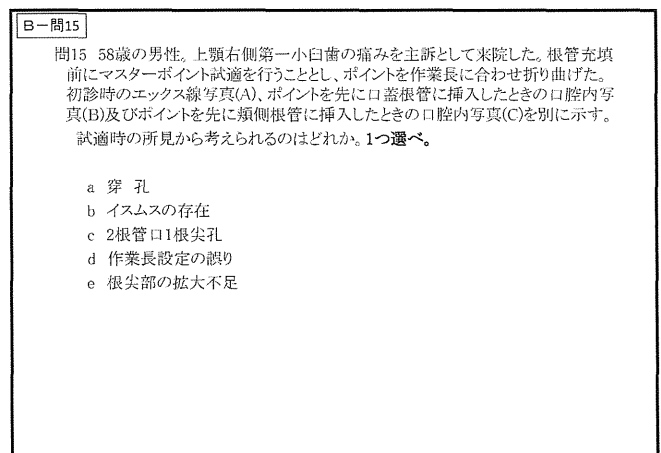 B－問15
問15 58歳の男性。上顎右側第一小臼歯の痛みを主訴として来院した。根管充塡
前にマスターポイント試適を行うこととし、ポイントを作業長に合わせ折り曲げた。
初診時のエックス線写真(A)、ポイントを先に口蓋根管に挿入したときの口腔内写
真(B)及びポイントを先に頰側根管に挿入したときの口腔内写真(C)を別に示す。
試適時の所見から考えられるのはどれか。1つ選べ。
a 穿 孔
b イスムスの存在
c 2根管口1根尖孔
d 作業長設定の誤り
e 根尖部の拡大不足